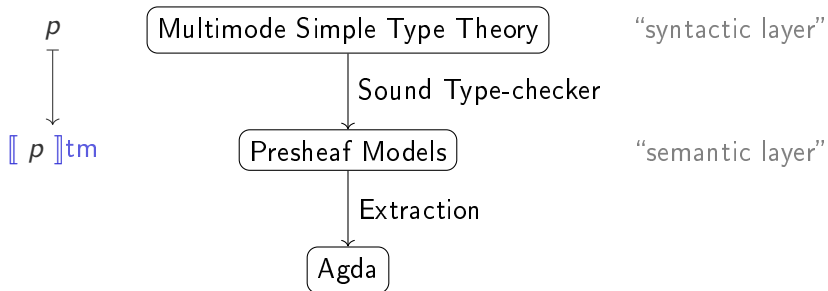 p Multimode Simple Type Theory “syntactic layer”
Sound Type-checker
⟦ p ⟧tm Presheaf Models “semantic layer”
Extraction
Agda